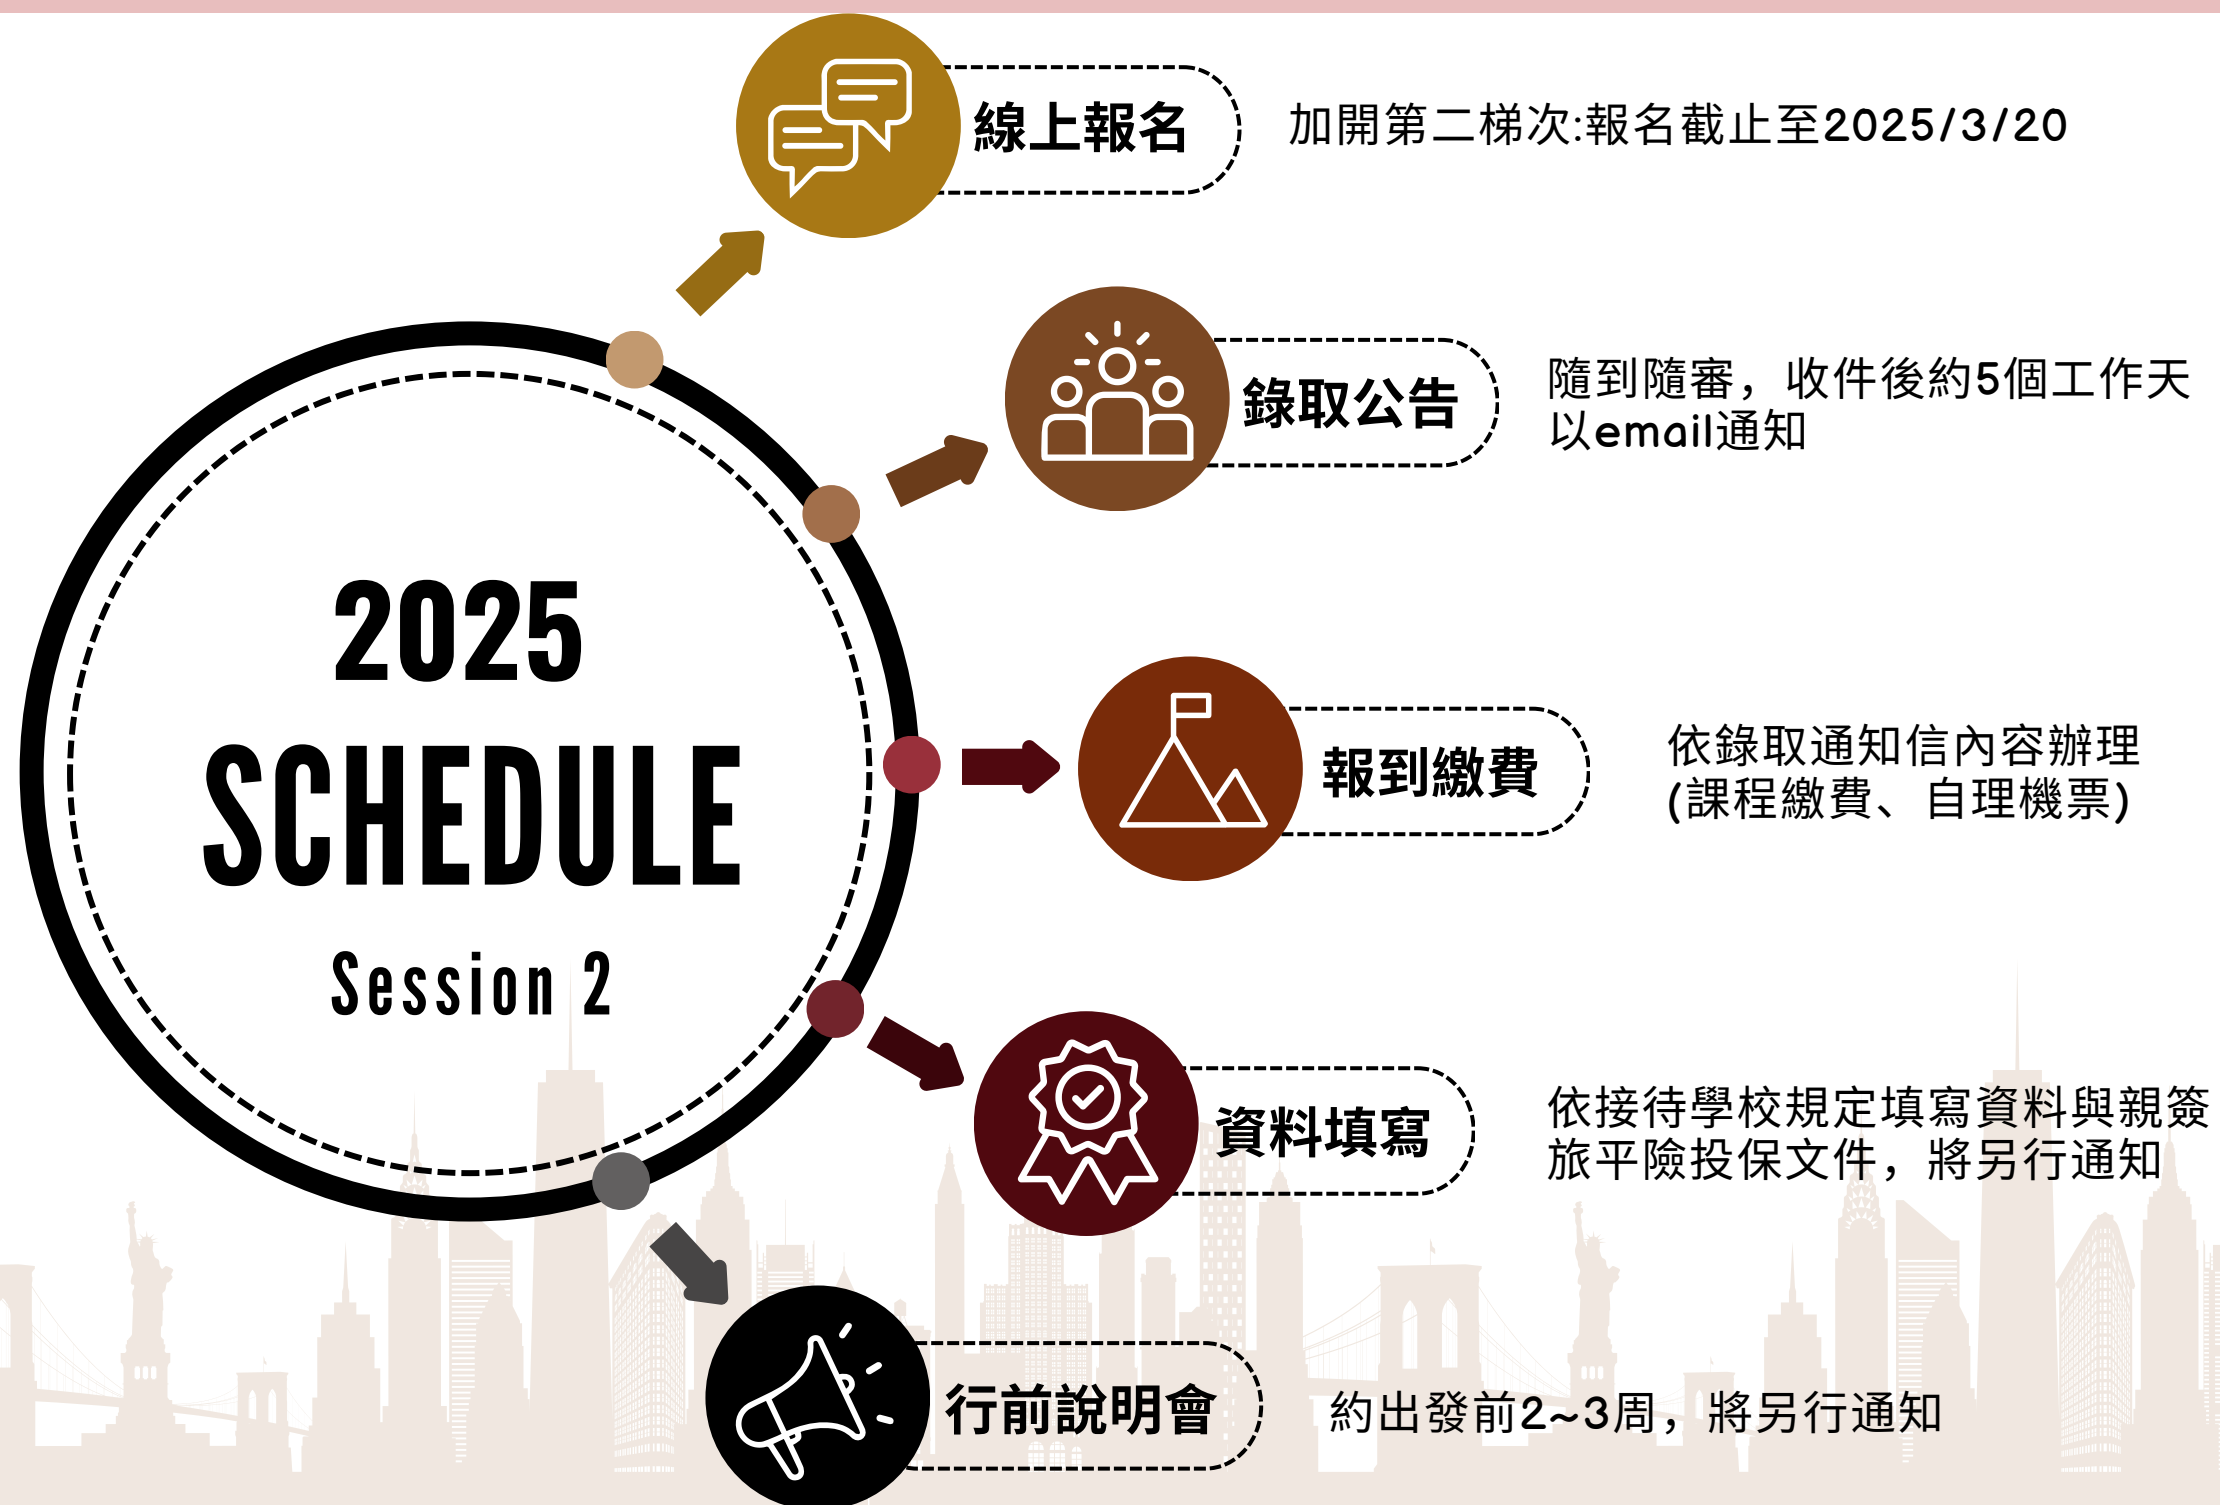 2025
SCHEDULE
Session 2
線上報名
加開第二梯次:報名截止至2025/3/20
錄取公告
隨到隨審，收件後約5個工作天
以email通知
報到繳費
依錄取通知信內容辦理
(課程繳費、自理機票)
資料填寫
依接待學校規定填寫資料與親簽
旅平險投保文件，將另行通知
行前說明會
約出發前2~3周，將另行通知